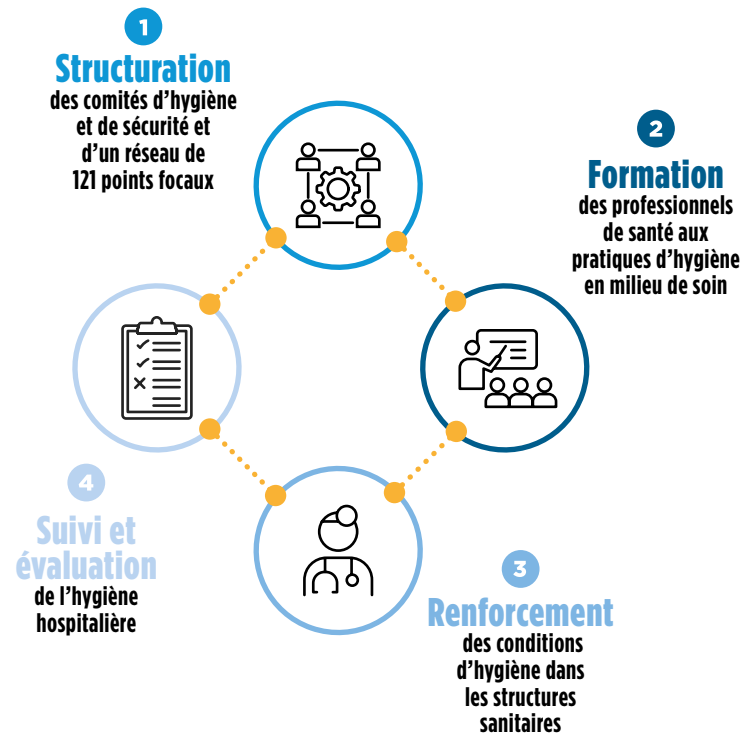 1
Structuration
des comités d’hygiène
et de sécurité et
d’un réseau de
121 points focaux
2
Formation
des professionnels
de santé aux
pratiques d’hygiène
en milieu de soin
3
Renforcement
des conditions
d’hygiène dans
les structures
sanitaires
4
Suivi et
évaluation
de l’hygiène
hospitalière